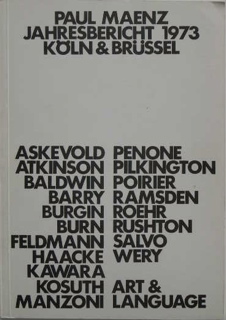 PAUL MAENZ
JAHRESBERICHT 1973
KÖLN & BRÜSSEL
ASKEVOLD PENONE
ATKINSON PILKINGTON
BALDWIN POIRIER
BARRY RAMSDEN
BURGIN ROEHR
BURN RUSHTON
FELDMANN SALVO
HAACKE WERY
KAWARA
KOSUTH ART &
MANZONI LANGUAGE